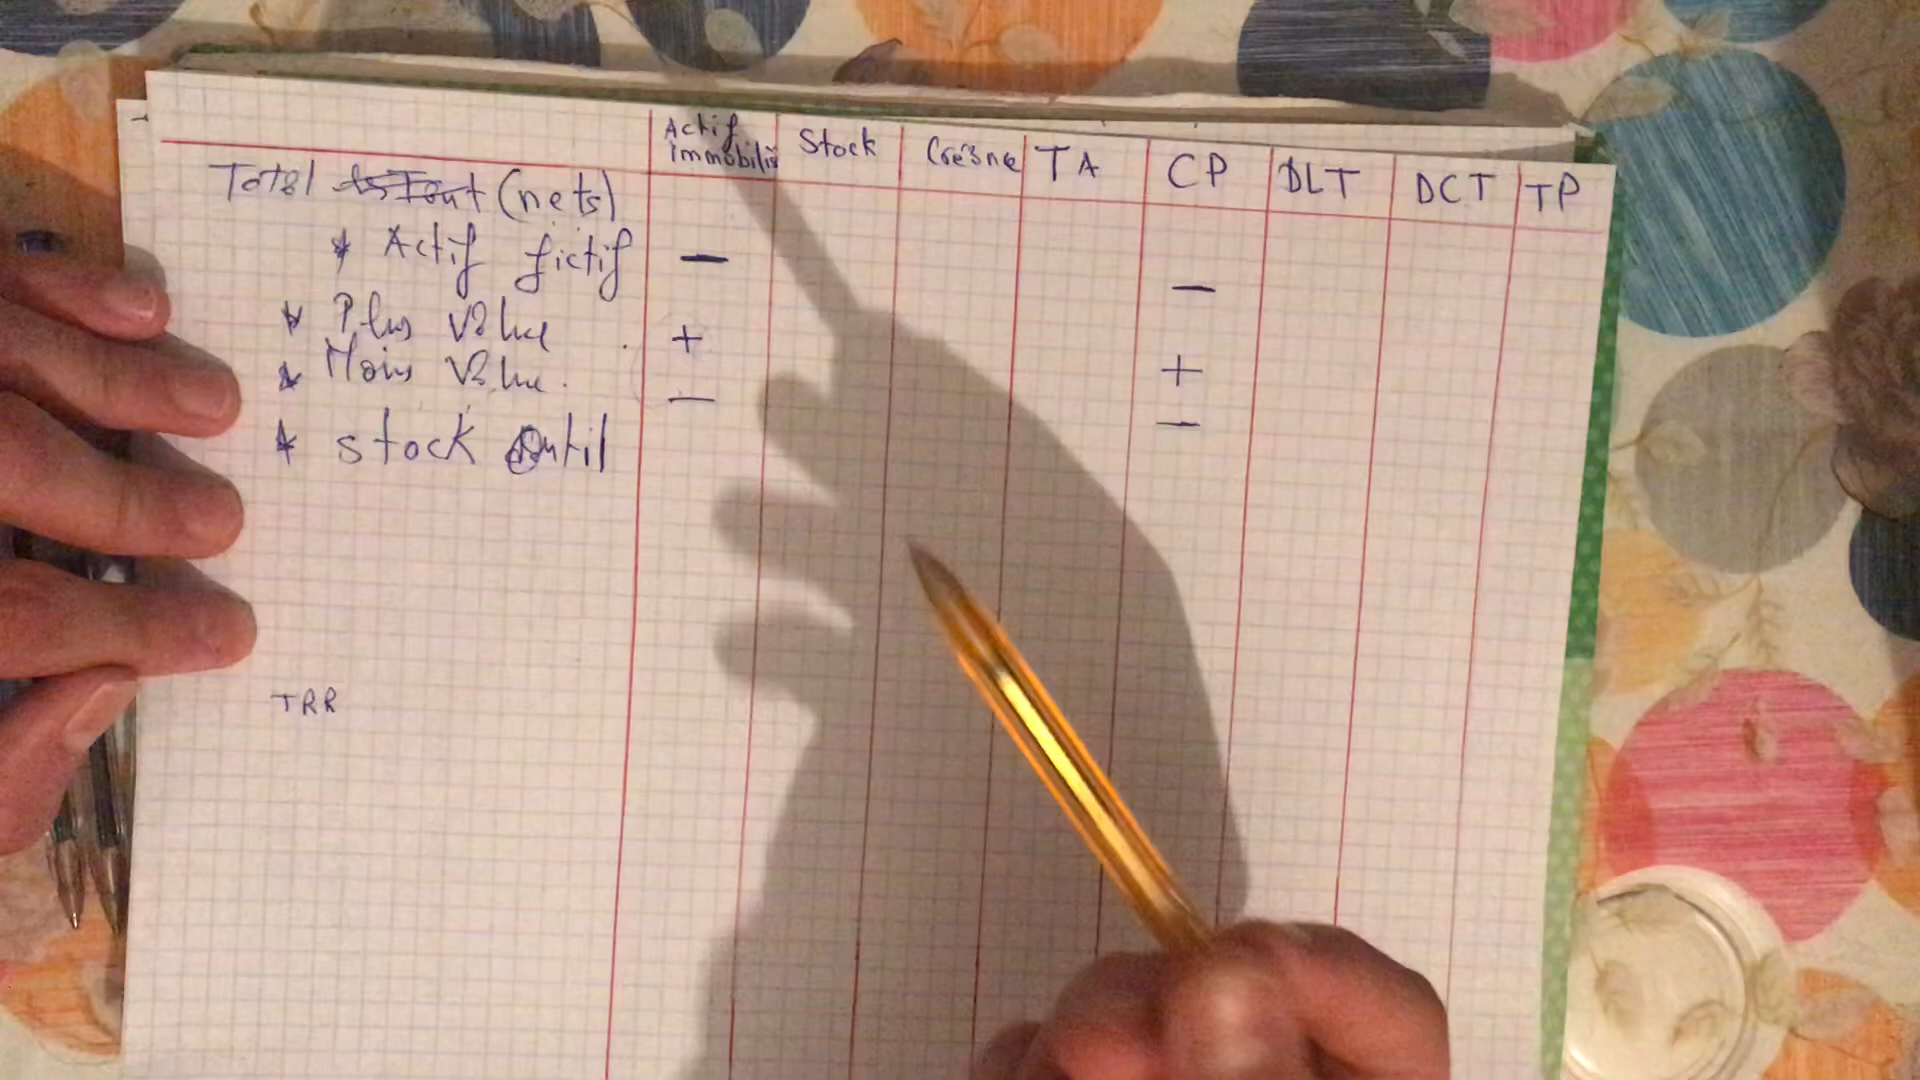 Actif immobilis Stock Créance TA CP DLT DCT TP
Total (nets)
* Actif fictif — —
* Plus value + +
* Moins value. — —
* stock outil
TRR